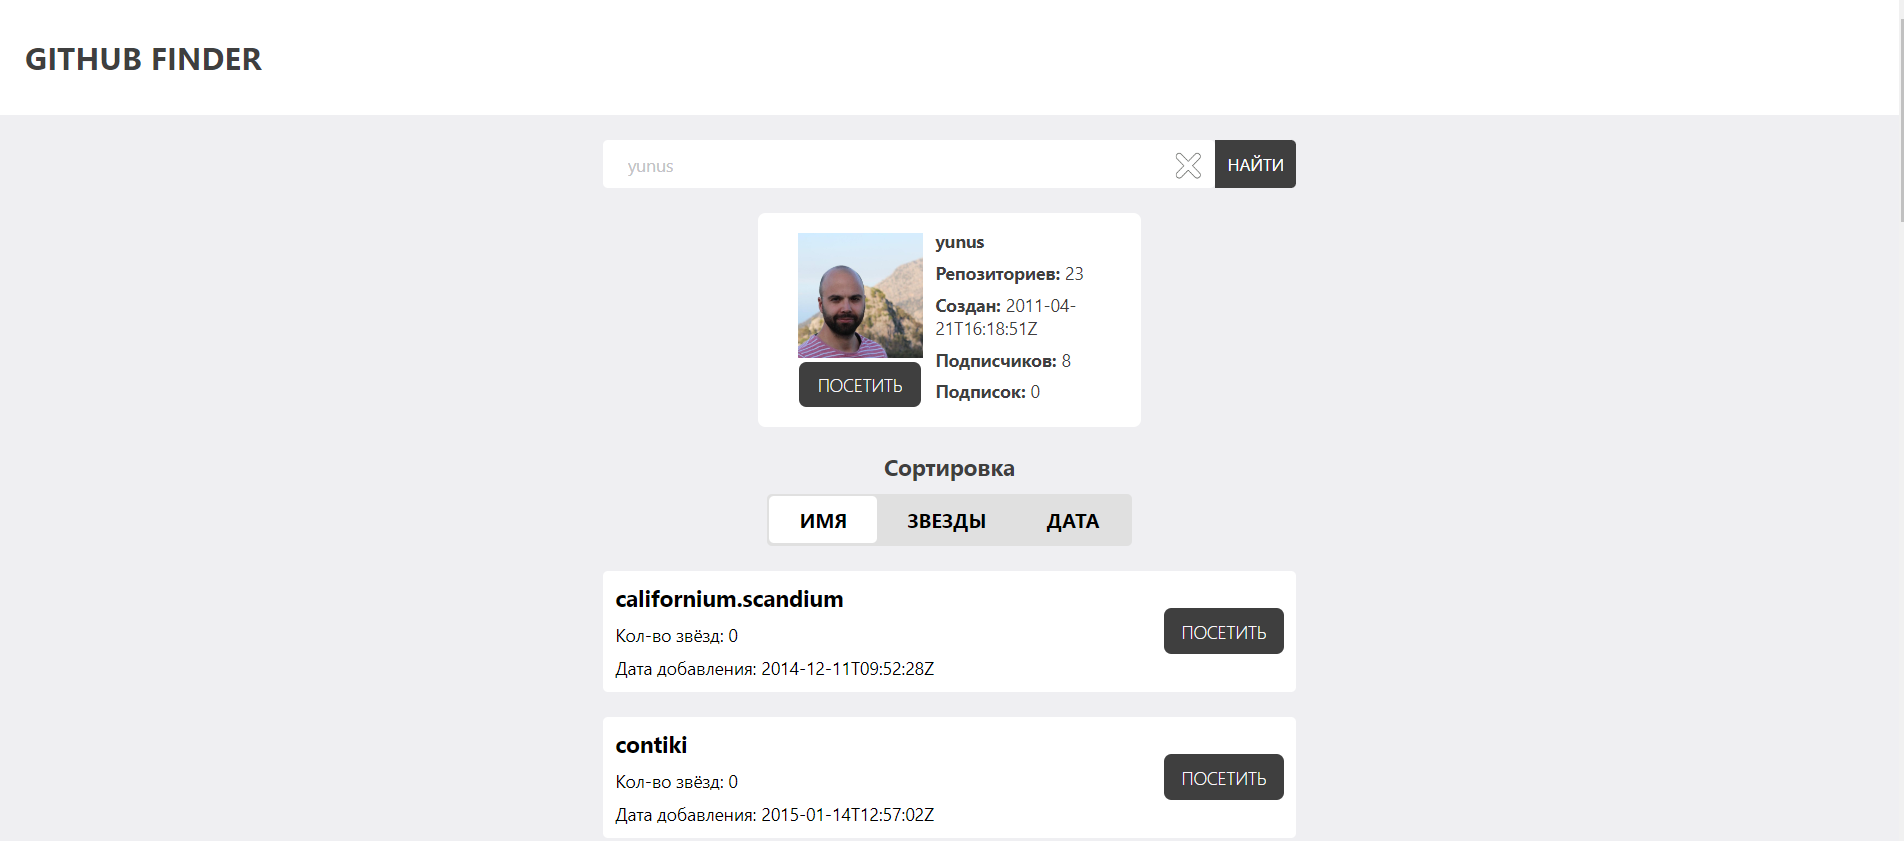 GITHUB FINDER
yunus
НАЙТИ
yunus
Репозиториев: 23
Создан: 2011-04-
21T16:18:51Z
Подписчиков: 8
Подписок: 0
ПОСЕТИТЬ
Сортировка
ИМЯ ЗВЕЗДЫ ДАТА
californium.scandium
Кол-во звёзд: 0
Дата добавления: 2014-12-11T09:52:28Z
ПОСЕТИТЬ
contiki
Кол-во звёзд: 0
Дата добавления: 2015-01-14T12:57:02Z
ПОСЕТИТЬ